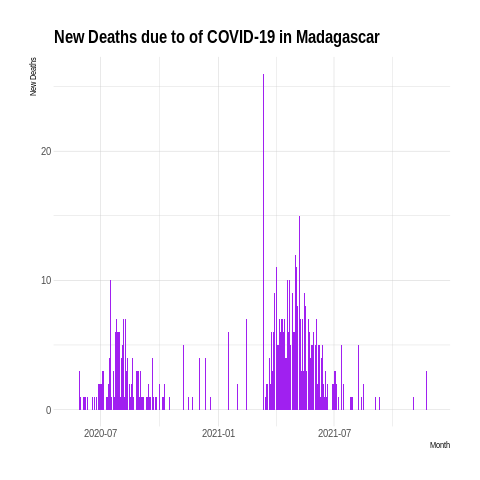 New Deaths due to of COVID-19 in Madagascar
New Deaths
20
10
0
2020-07 2021-01 2021-07
Month